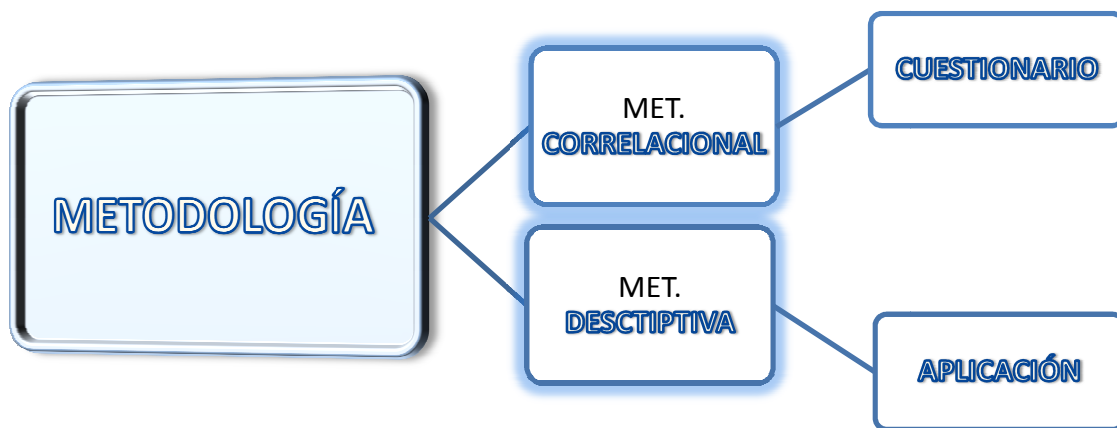 METODOLOGÍA
MET.
CORRELACIONAL
CUESTIONARIO
MET.
DESCTIPTIVA
APLICACIÓN